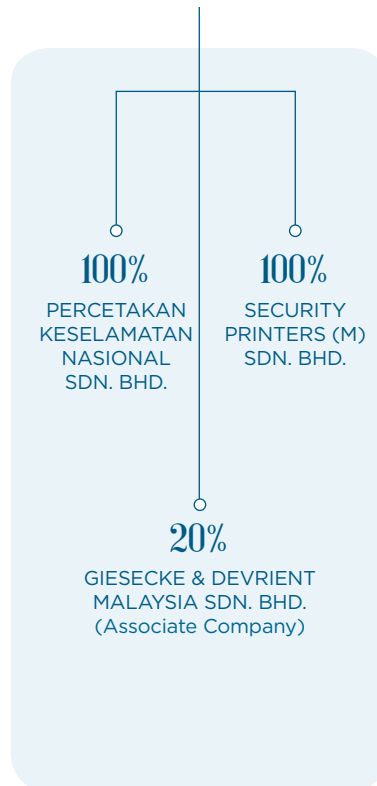 100%
PERCETAKAN
KESELAMATAN
NASIONAL
SDN. BHD.
100%
SECURITY
PRINTERS (M)
SDN. BHD.
20%
GIESECKE & DEVRIENT
MALAYSIA SDN. BHD.
(Associate Company)